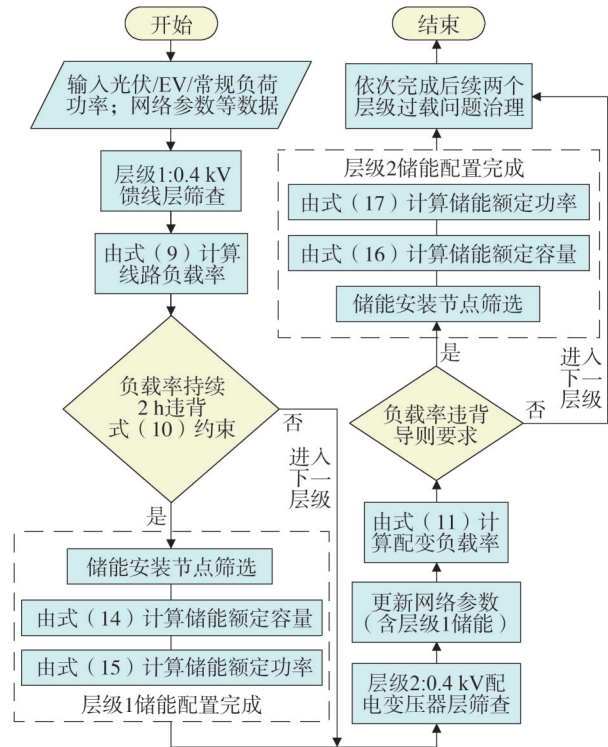 开始
输入光伏/EV/常规负荷
功率；网络参数等数据
层级1:0.4 kV
馈线层筛查
由式（9）计算
线路负载率
负载率持续
2 h违背
式（10）约束
否
进入
下一
层级
是
储能安装节点筛选
由式（14）计算储能额定容量
由式（15）计算储能额定功率
层级1储能配置完成
层级2:0.4 kV配
电变压器层筛查
更新网络参数
（含层级1储能）
由式（11）计
算配变负载率
负载率违背
导则要求
否
进入
下一
层级
是
储能安装节点筛选
由式（16）计算储能额定容量
由式（17）计算储能额定功率
层级2储能配置完成
依次完成后续两个
层级过载问题治理
结束